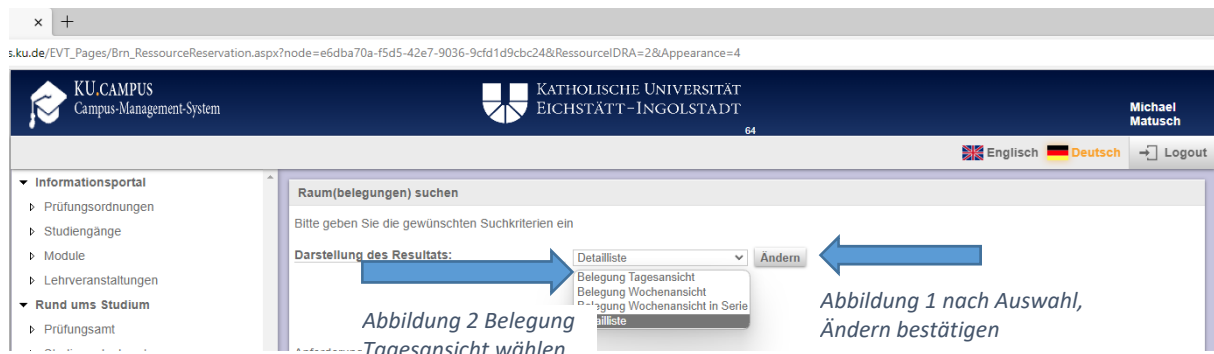 × +
s.ku.de/EVT_Pages/Brn_RessourceReservation.aspx?node=e6dba70a-f5d5-42e7-9036-9cfd1d9cbc24&RessourceIDRA=2&Appearance=4
KU.CAMPUS
Campus-Management-System
KATHOLISCHE UNIVERSITÄT
EICHSTÄTT-INGOLSTADT
64
Michael
Matusch
Englisch Deutsch Logout
Informationsportal
Prüfungsordnungen
Studiengänge
Module
Lehrveranstaltungen
Rund ums Studium
Prüfungsamt
Raum(belegungen) suchen
Bitte geben Sie die gewünschten Suchkriterien ein
Darstellung des Resultats:
Detailliste
Ändern
Belegung Tagesansicht
Belegung Wochenansicht
Belegung Wochenansicht in Serie
Detailliste
Abbildung 2 Belegung
Tagesansicht wählen
Abbildung 1 nach Auswahl,
Ändern bestätigen